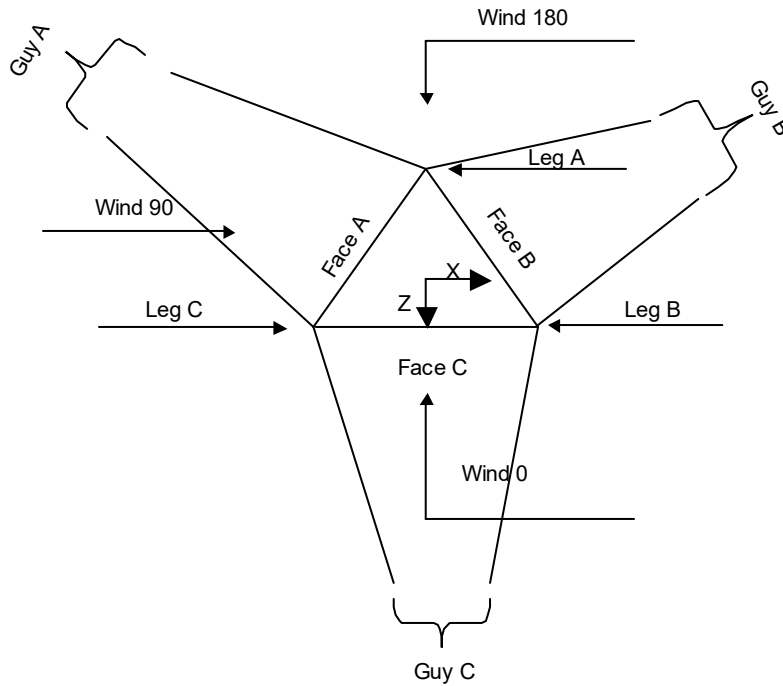 Wind 180
Guy A
Guy B
Leg A
Wind 90
Face A
Face B
X
Z
Leg C
Leg B
Face C
Wind 0
Guy C